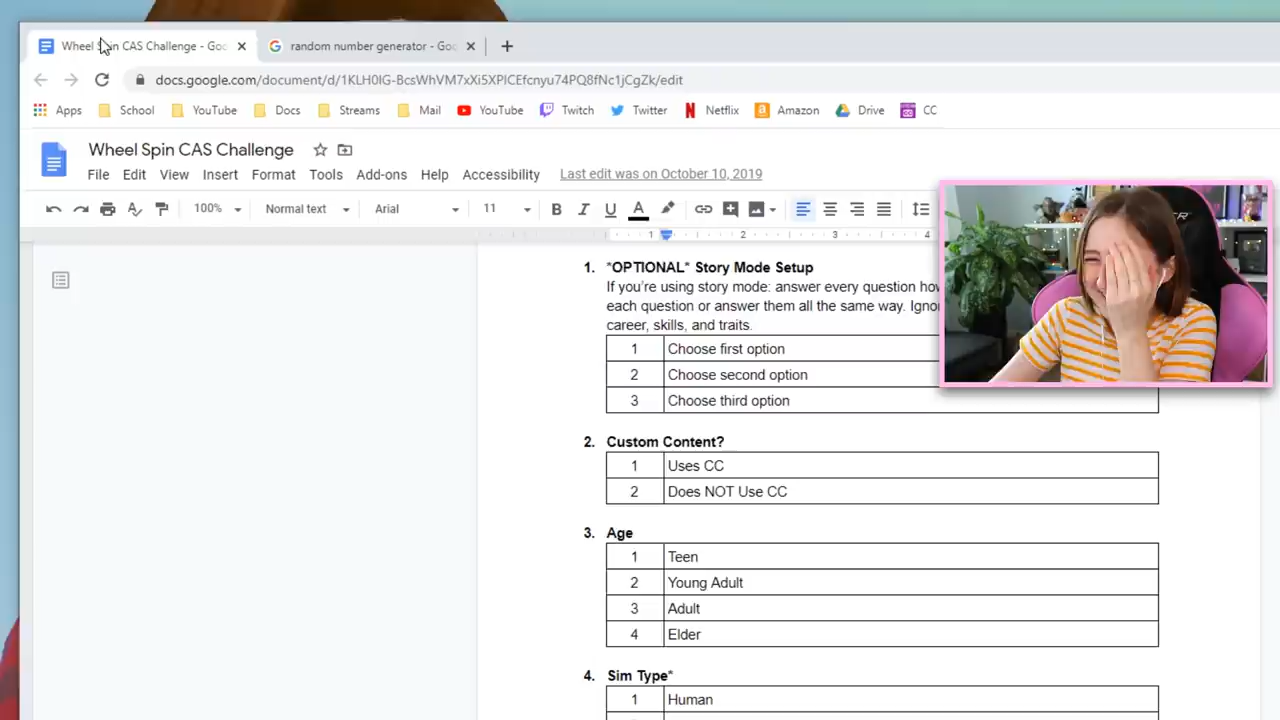 Wheel Spin CAS Challenge - Goo
random number generator - Goo
docs.google.com/document/d/1KLH0IG-BcsWhVM7xXi5XPICEfcnyu74PQ8fNc1jCgZk/edit
Apps School YouTube Docs Streams Mail YouTube Twitch Twitter Netflix Amazon Drive CC
Wheel Spin CAS Challenge
File Edit View Insert Format Tools Add-ons Help Accessibility Last edit was on October 10, 2019
100% Normal text Arial 11 B I U A
1 2 3 4
1. *OPTIONAL* Story Mode Setup
If you're using story mode: answer every question how
each question or answer them all the same way. Igno
career, skills, and traits.
1 Choose first option
2 Choose second option
3 Choose third option
2. Custom Content?
1 Uses CC
2 Does NOT Use CC
3. Age
1 Teen
2 Young Adult
3 Adult
4 Elder
4. Sim Type*
1 Human